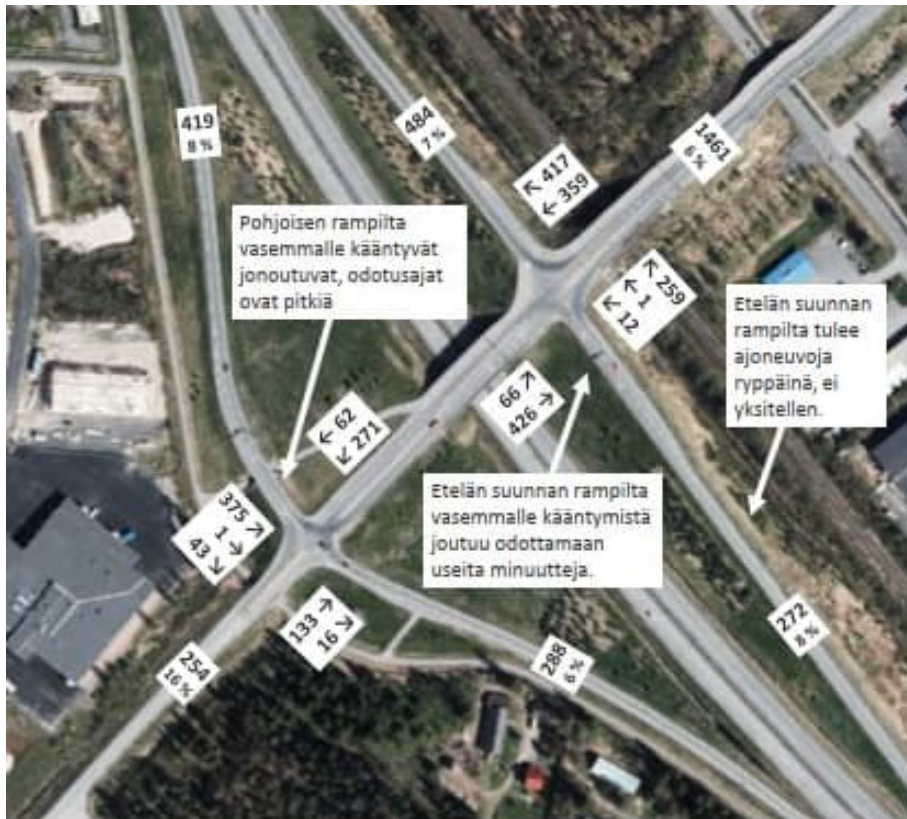 419
8 %
484
7 %
1461
6 %
↖ 417
← 359
Pohjoisen rampilta
vasemmalle kääntyvät
jonoutuvat, odotusajat
ovat pitkiä
↖ 259
↑ 1
↖ 12
Etelän suunnan
rampilta tulee
ajoneuvoja
ryppäinä, ei
yksitellen.
66 ↗
426 →
← 62
↙ 271
Etelän suunnan rampilta
vasemmalle kääntymistä
joutuu odottamaan
useita minuutteja.
375 ↗
1 →
43 ↘
133 →
16 ↘
254
16 %
288
6 %
272
8 %